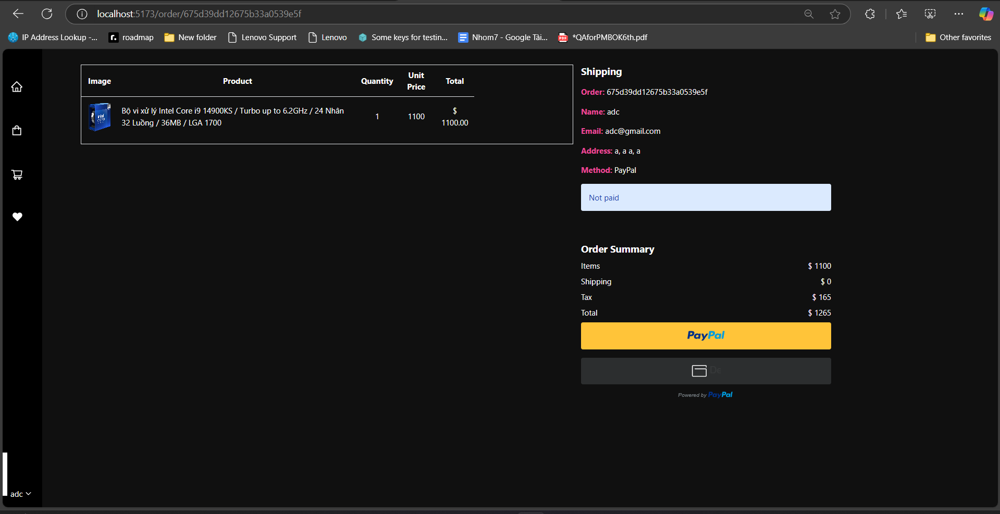 localhost:5173/order/675d39dd12675b33a0539e5f
IP Address Lookup -... roadmap New folder Lenovo Support Lenovo Some keys for testin... Nhom7 - Google Tài... PDF *QAforPMBOK6th.pdf Other favorites
Image Product Quantity Unit Price Total
Bộ vi xử lý Intel Core i9 14900KS / Turbo up to 6.2GHz / 24 Nhân
32 Luồng / 36MB / LGA 1700
1
1100
$
1100.00
Shipping
Order: 675d39dd12675b33a0539e5f
Name: adc
Email: adc@gmail.com
Address: a, a a, a
Method: PayPal
Not paid
Order Summary
Items $ 1100
Shipping $ 0
Tax $ 165
Total $ 1265
PayPal
De
Powered by PayPal
adc